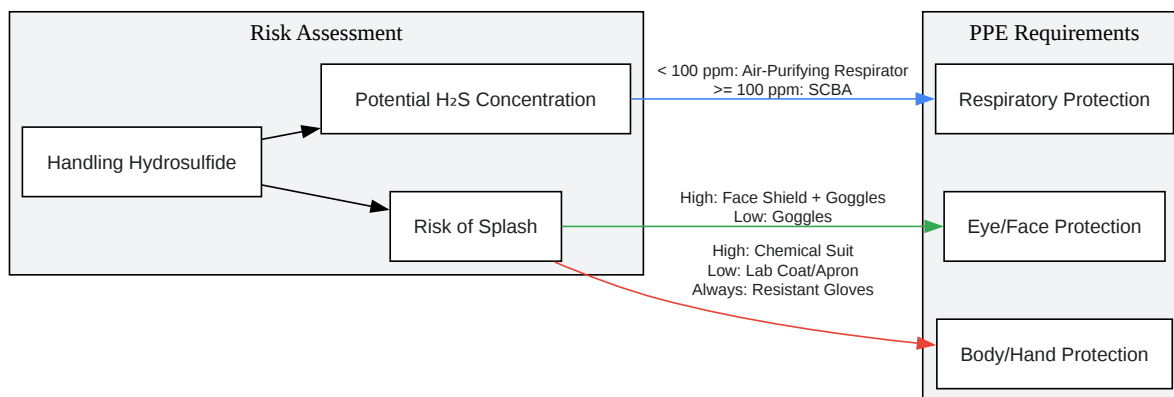 Risk Assessment
PPE Requirements
Potential H₂S Concentration
< 100 ppm: Air-Purifying Respirator
>= 100 ppm: SCBA
Respiratory Protection
Handling Hydrosulfide
Risk of Splash
High: Face Shield + Goggles
Low: Goggles
Eye/Face Protection
High: Chemical Suit
Low: Lab Coat/Apron
Always: Resistant Gloves
Body/Hand Protection